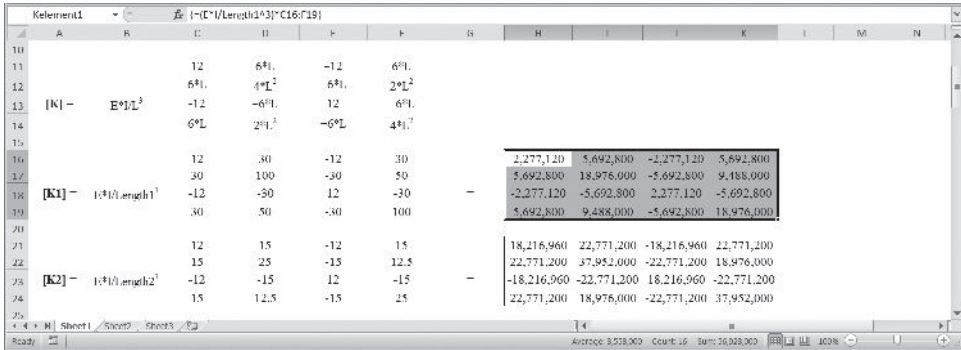 Kelement1 fx {=(E*I/Length1^3)*C16:F19}
A B C D E F G H I J K L M N
10
11 12 6*L -12 6*L
12 6*L 4*L² -6*L 2*L²
13 [K] = E*I/L³ -12 -6*L 12 -6*L
14 6*L 2*L² -6*L 4*L²
15
16 12 30 -12 30 2,277,120 5,692,800 -2,277,120 5,692,800
17 30 100 -30 50 5,692,800 18,976,000 -5,692,800 9,488,000
18 [K1] = E*I/Length1³ -12 -30 12 -30 = -2,277,120 -5,692,800 2,277,120 -5,692,800
19 30 50 -30 100 5,692,800 9,488,000 -5,692,800 18,976,000
20
21 12 15 -12 15 18,216,960 22,771,200 -18,216,960 22,771,200
22 15 25 -15 12.5 22,771,200 37,952,000 -22,771,200 18,976,000
23 [K2] = E*I/Length2³ -12 -15 12 -15 = -18,216,960 -22,771,200 18,216,960 -22,771,200
24 15 12.5 -15 25 22,771,200 18,976,000 -22,771,200 37,952,000
25
Sheet1 Sheet2 Sheet3
Ready Average: 3,558,000 Count: 16 Sum: 56,928,000 100%